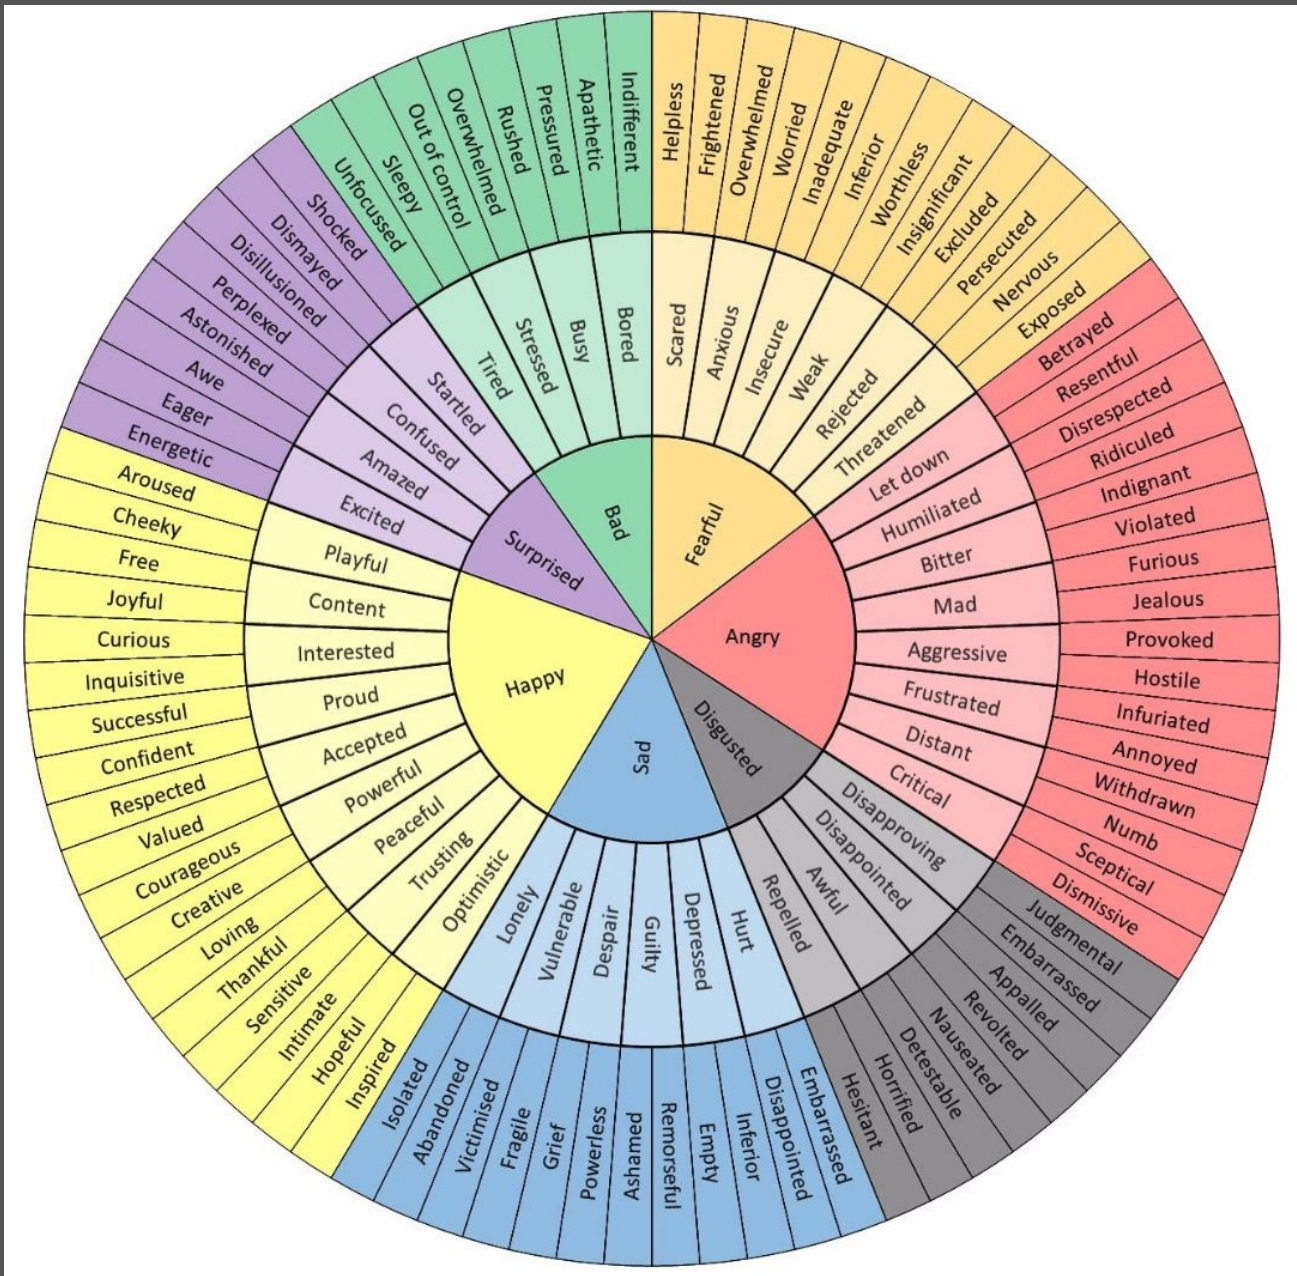 Fearful
Angry
Disgusted
Sad
Happy
Surprised
Bad
Scared
Anxious
Insecure
Weak
Rejected
Threatened
Let down
Humiliated
Bitter
Mad
Aggressive
Frustrated
Distant
Critical
Disapproving
Disappointed
Awful
Repelled
Hurt
Depressed
Guilty
Despair
Vulnerable
Lonely
Optimistic
Trusting
Peaceful
Powerful
Accepted
Proud
Interested
Content
Playful
Excited
Amazed
Confused
Startled
Tired
Stressed
Busy
Bored
Helpless
Frightened
Overwhelmed
Worried
Inadequate
Inferior
Worthless
Insignificant
Excluded
Persecuted
Nervous
Exposed
Betrayed
Resentful
Disrespected
Ridiculed
Indignant
Violated
Furious
Jealous
Provoked
Hostile
Infuriated
Annoyed
Withdrawn
Numb
Sceptical
Dismissive
Judgmental
Embarrassed
Appalled
Revolted
Nauseated
Detestable
Horrified
Hesitant
Embarrassed
Disappointed
Inferior
Empty
Remorseful
Ashamed
Powerless
Grief
Fragile
Victimised
Abandoned
Isolated
Inspired
Hopeful
Intimate
Sensitive
Thankful
Loving
Creative
Courageous
Valued
Respected
Confident
Successful
Inquisitive
Curious
Joyful
Free
Cheeky
Aroused
Energetic
Eager
Awe
Astonished
Perplexed
Disillusioned
Dismayed
Shocked
Unfocussed
Sleepy
Out of control
Overwhelmed
Rushed
Pressured
Apathetic
Indifferent